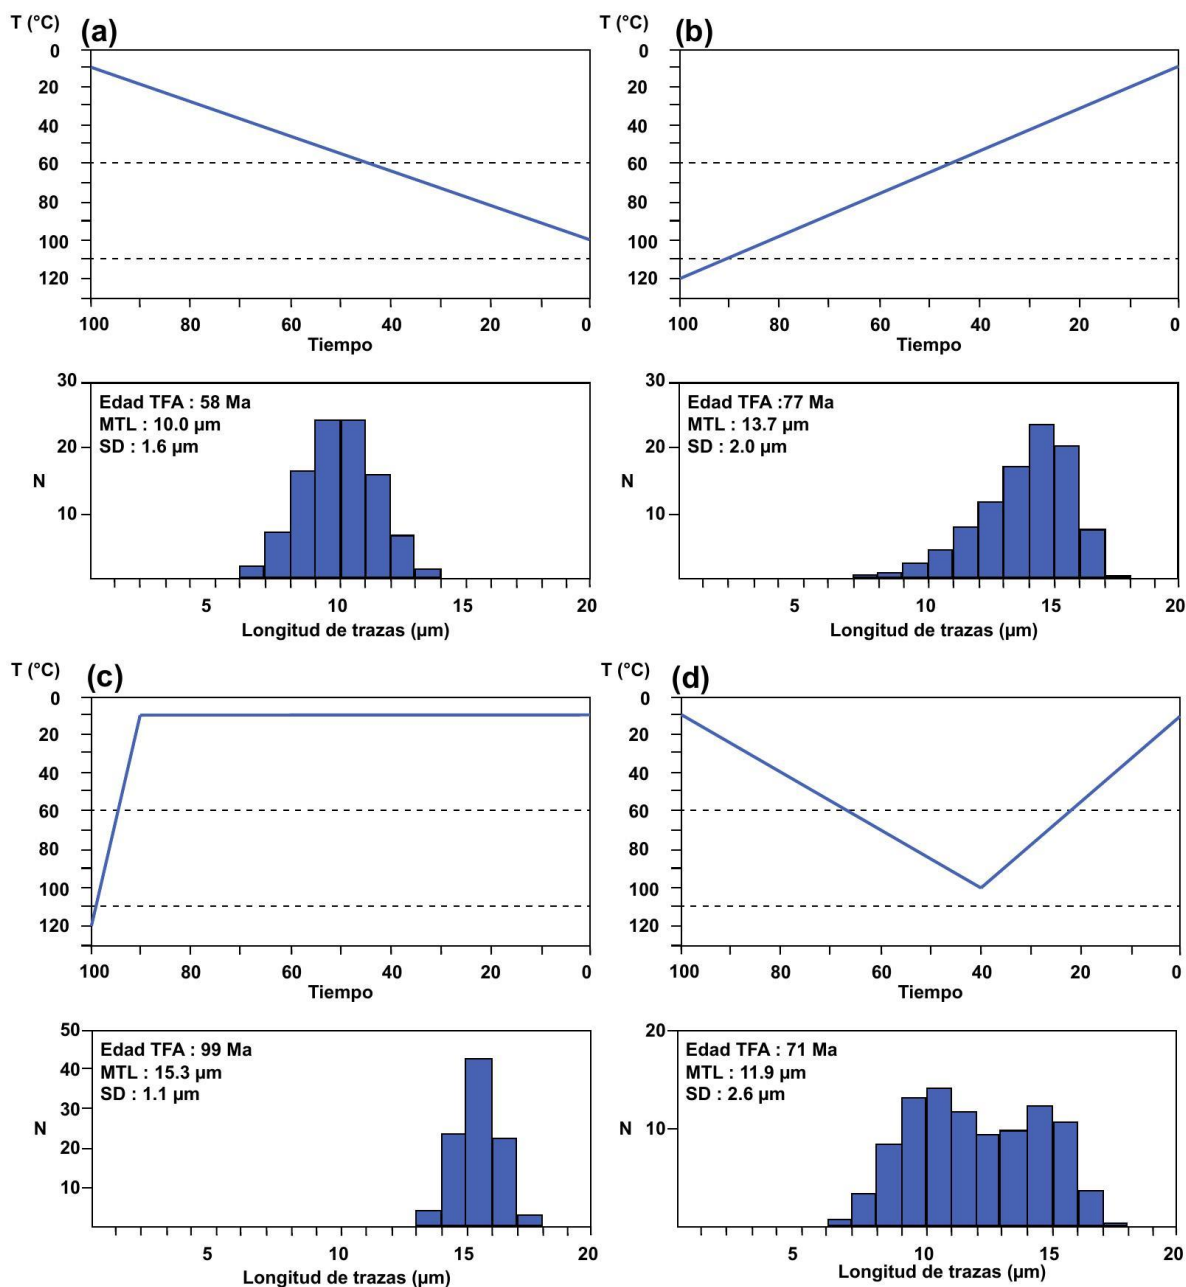 T (°C) (a)
0
20
40
60
80
100
120
100 60 40 20 0
Tiempo
30
20
N
10
Edad TFA : 58 Ma
MTL : 10.0 µm
SD : 1.6 µm
5 10 15 20
Longitud de trazas (µm)
T (°C) (b)
0
20
40
60
80
100
120
100 60 40 20 0
Tiempo
30
20
N
10
Edad TFA :77 Ma
MTL : 13.7 µm
SD : 2.0 µm
5 10 15 20
Longitud de trazas (µm)
T (°C) (c)
0
20
40
60
80
100
120
100 60 40 20 0
Tiempo
50
40
30
N
20
10
Edad TFA : 99 Ma
MTL : 15.3 µm
SD : 1.1 µm
5 10 15 20
Longitud de trazas (µm)
T (°C) (d)
0
20
40
60
80
100
120
100 60 40 20 0
Tiempo
20
N 10
Edad TFA : 71 Ma
MTL : 11.9 µm
SD : 2.6 µm
5 10 15 20
Longitud de trazas (µm)